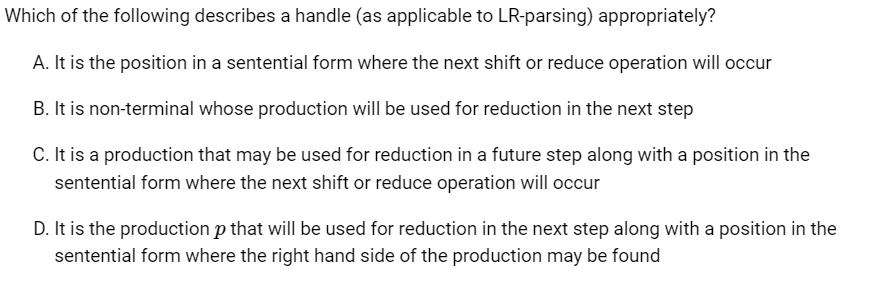 Which of the following describes a handle (as applicable to LR-parsing) appropriately?
A. It is the position in a sentential form where the next shift or reduce operation will occur
B. It is non-terminal whose production will be used for reduction in the next step
C. It is a production that may be used for reduction in a future step along with a position in the
sentential form where the next shift or reduce operation will occur
D. It is the production p that will be used for reduction in the next step along with a position in the
sentential form where the right hand side of the production may be found